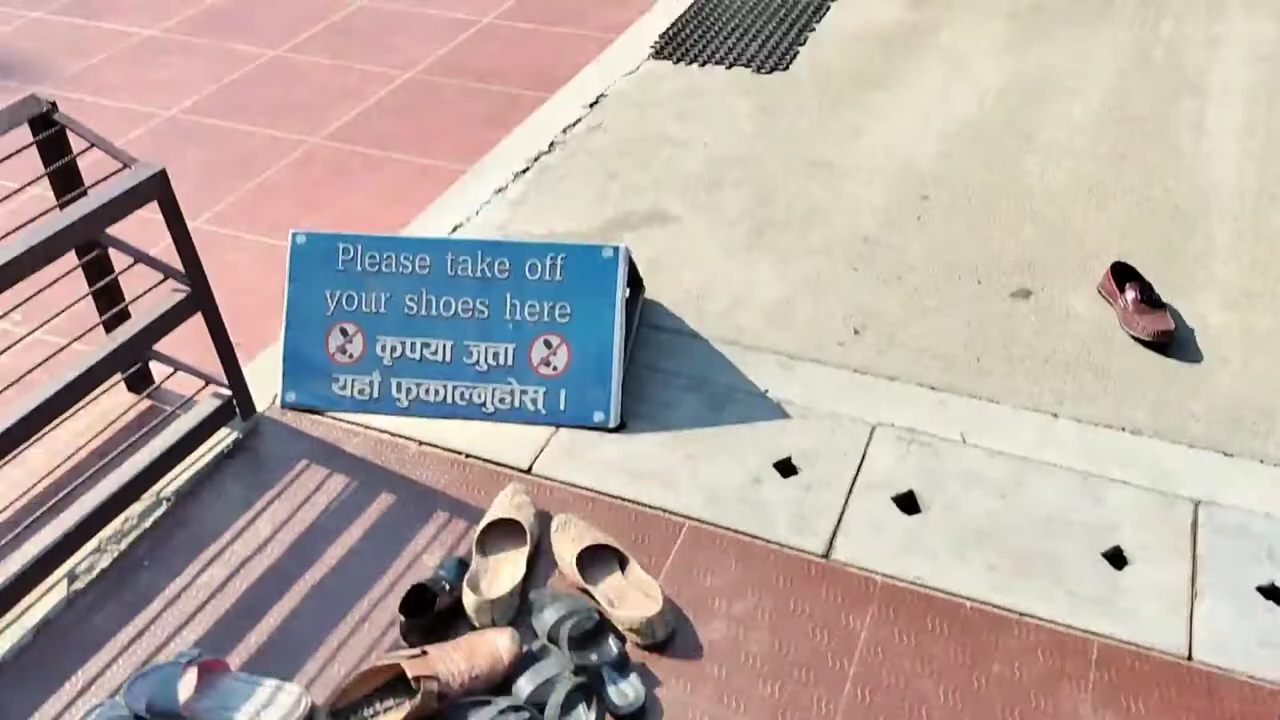 Please take off
your shoes here
कृपया जुत्ता
यहाँ फुकाल्नुहोस् ।